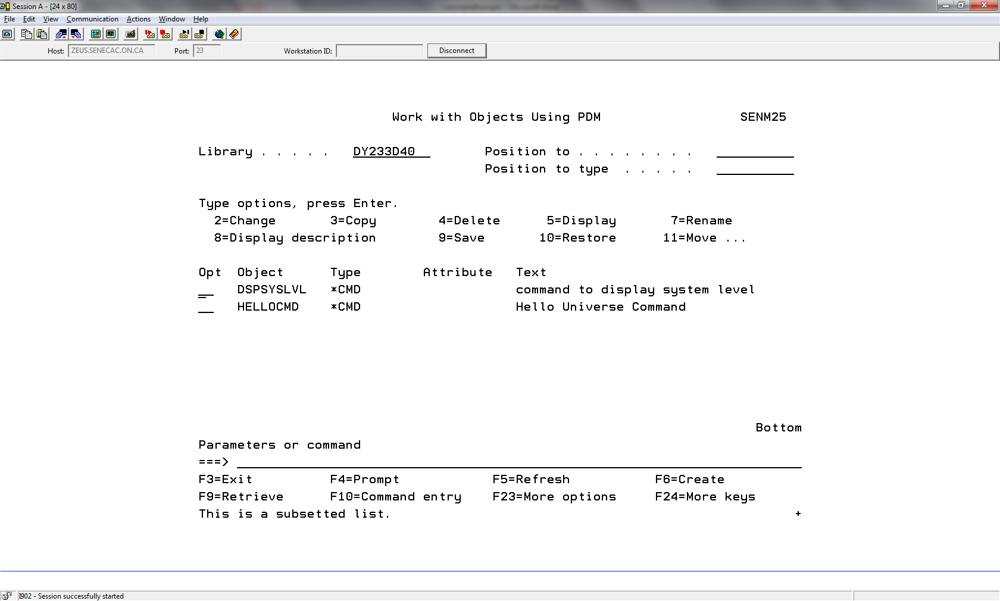 Session A - [24 x 80]
File Edit View Communication Actions Window Help
Host: ZEUS.SENECAC.ON.CA Port: 23 Workstation ID: Disconnect
Work with Objects Using PDM SENM25
Library . . . . . DY233D40 Position to . . . . . . . .
Position to type . . . . .
Type options, press Enter.
2=Change 3=Copy 4=Delete 5=Display 7=Rename
8=Display description 9=Save 10=Restore 11=Move ...
Opt Object Type Attribute Text
DSPSYSLVL *CMD command to display system level
HELLOCMD *CMD Hello Universe Command
Bottom
Parameters or command
===>
F3=Exit F4=Prompt F5=Refresh F6=Create
F9=Retrieve F10=Command entry F23=More options F24=More keys
This is a subsetted list. +
I902 - Session successfully started